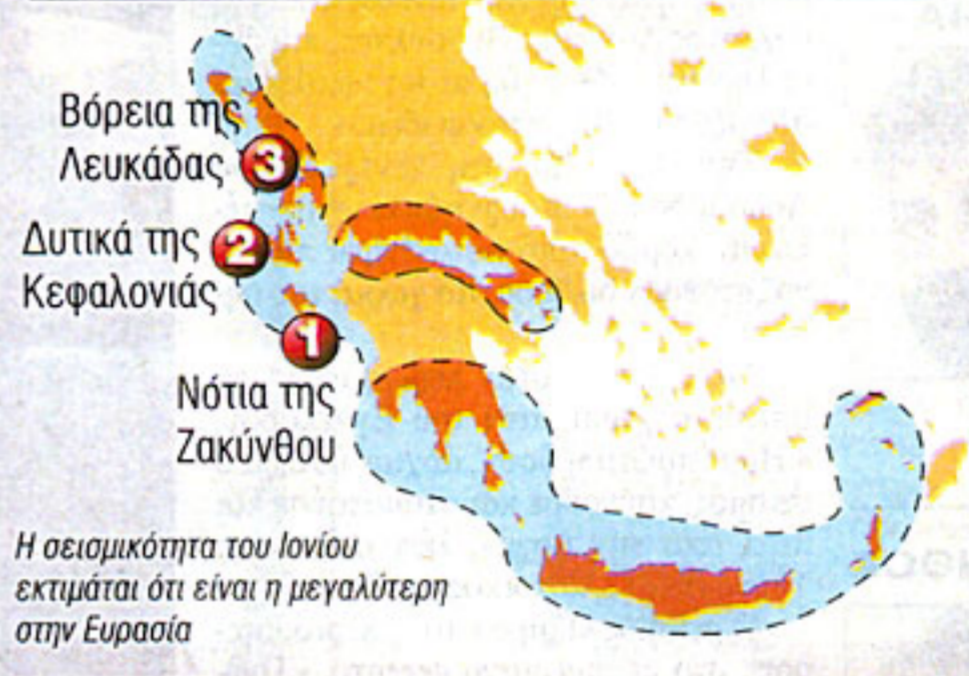 Βόρεια της
Λευκάδας
3
Δυτικά της
Κεφαλονιάς
2
1
Νότια της
Ζακύνθου
Η σεισμικότητα του Ιονίου
εκτιμάται ότι είναι η μεγαλύτερη
στην Ευρασία